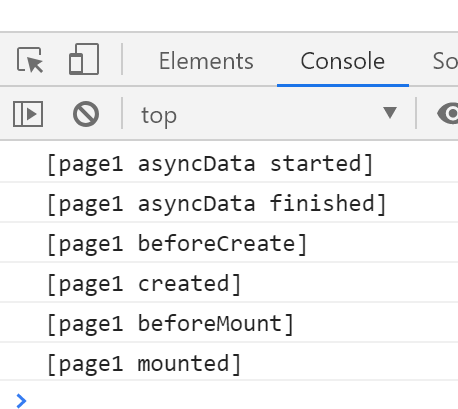 Elements Console So
top
[page1 asyncData started]
[page1 asyncData finished]
[page1 beforeCreate]
[page1 created]
[page1 beforeMount]
[page1 mounted]